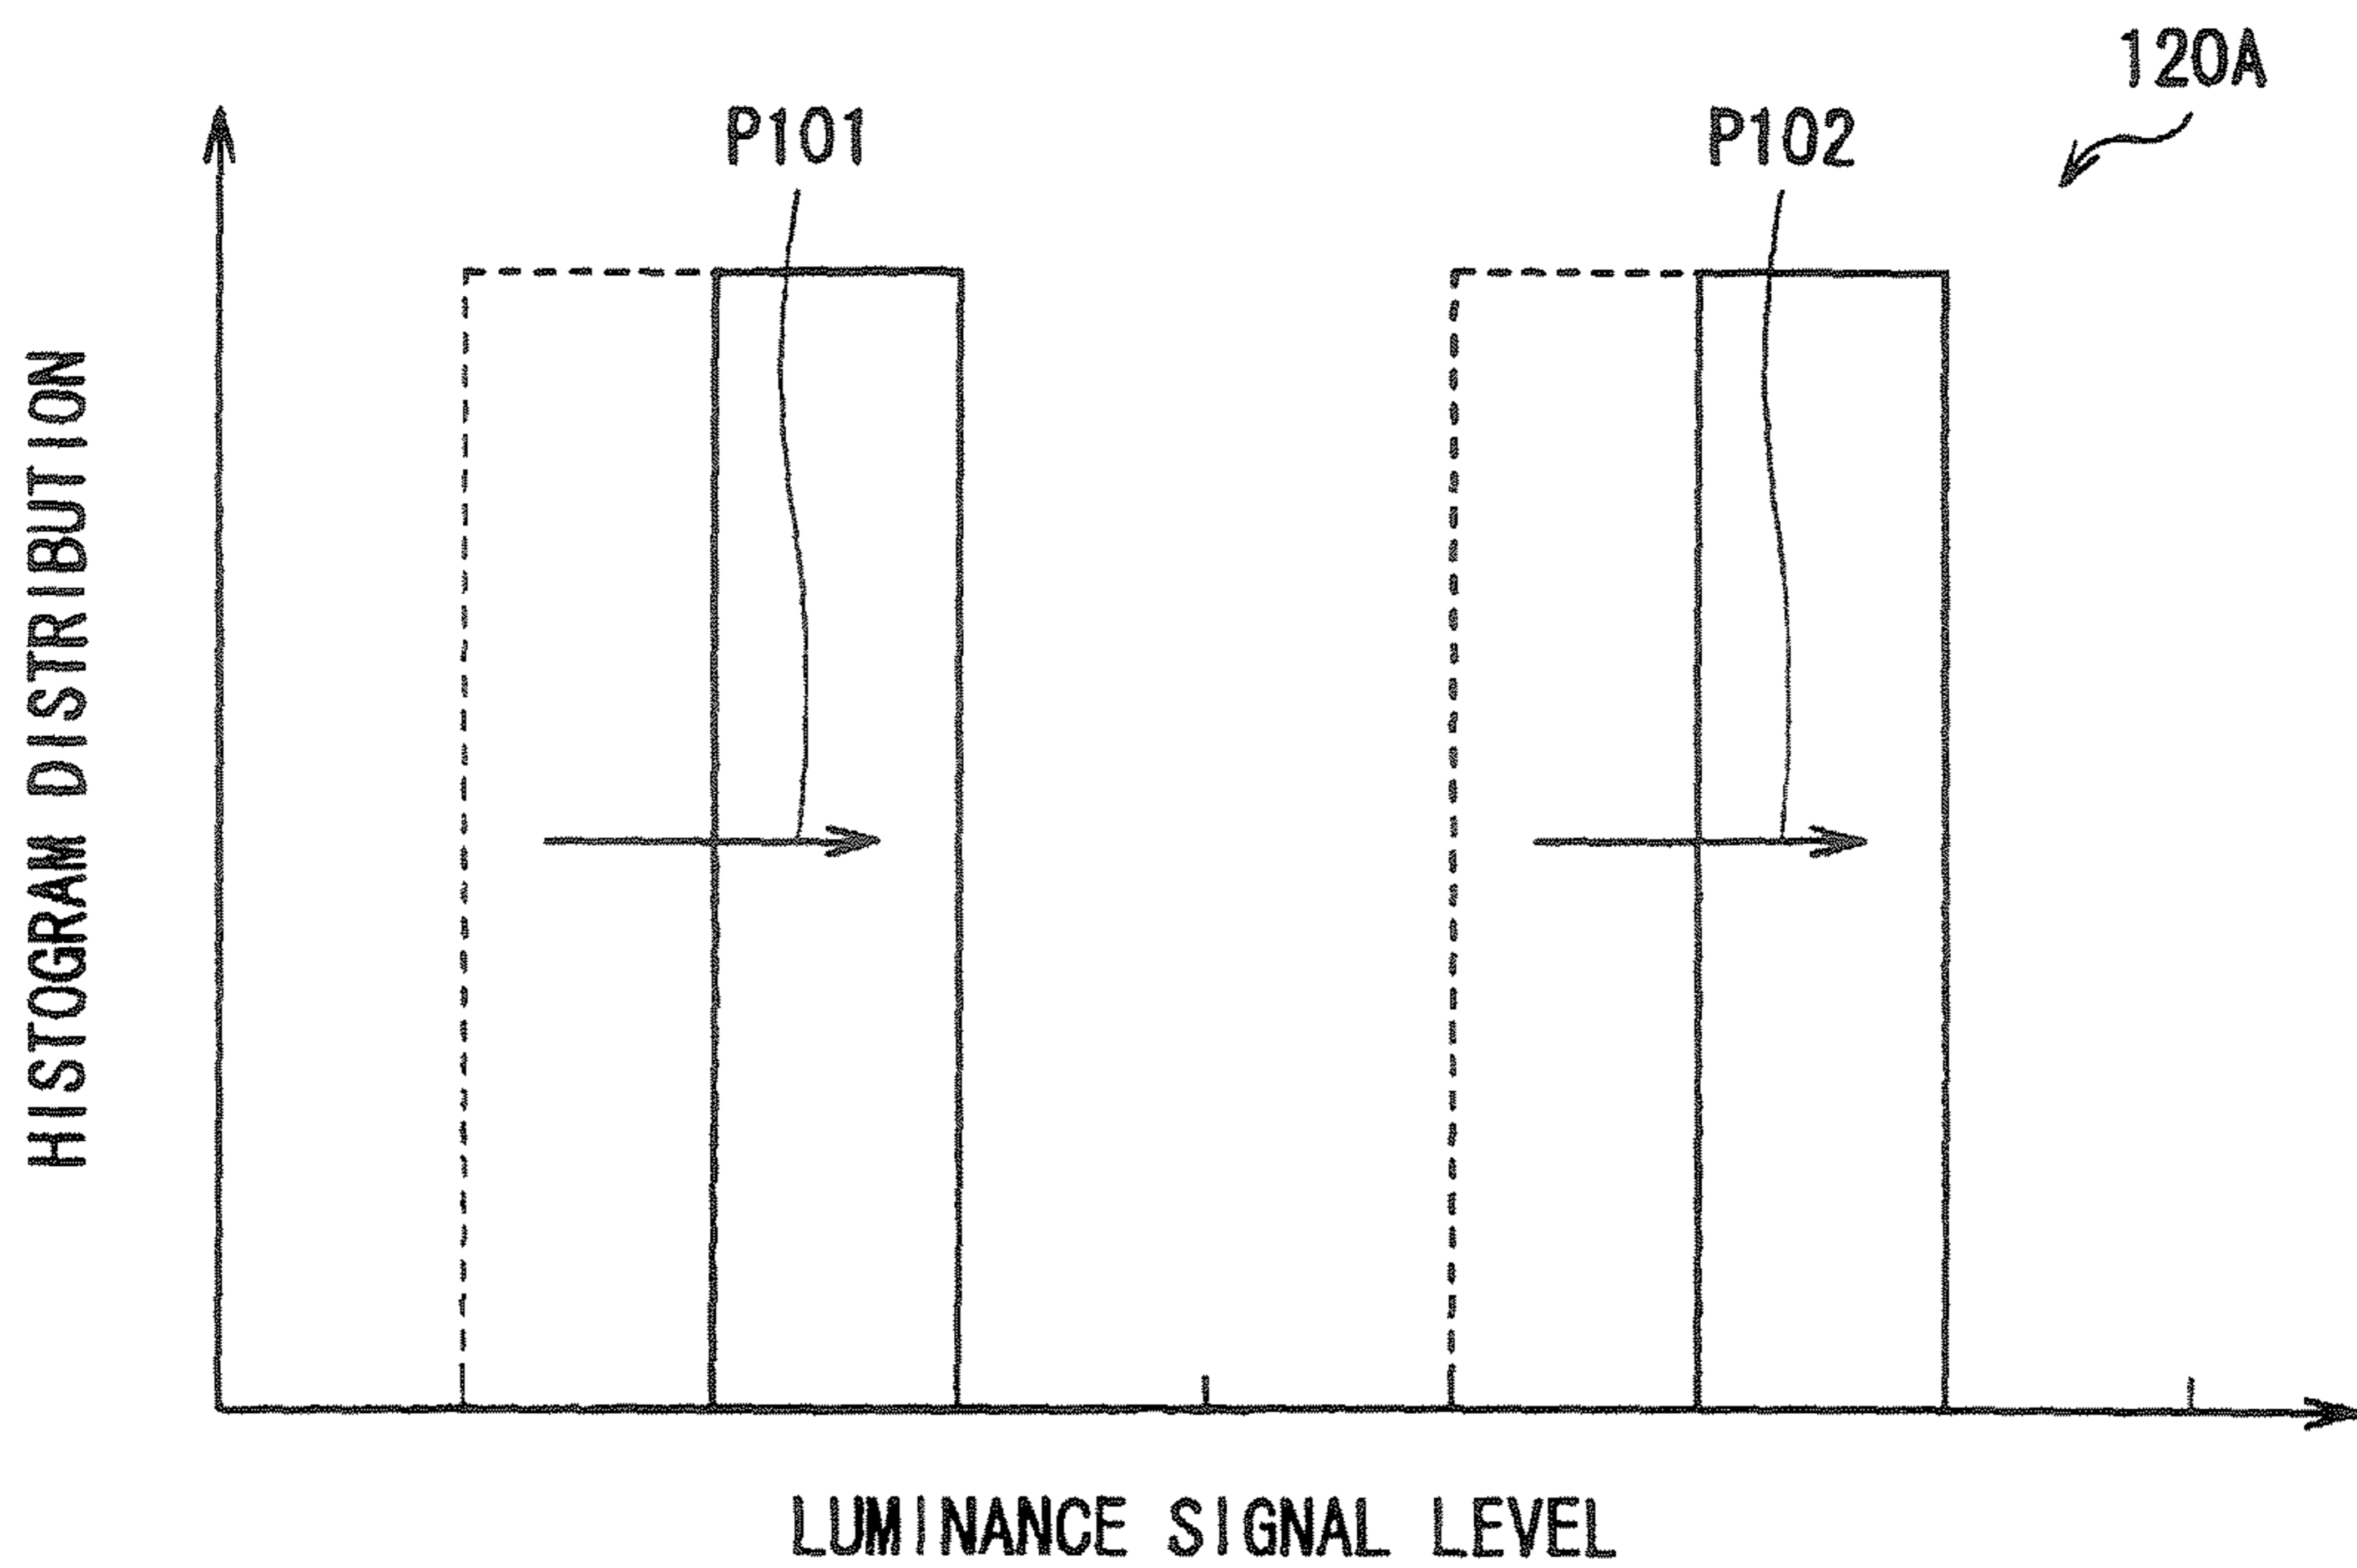 120A
P101
P102
HISTOGRAM DISTRIBUTION
LUMINANCE SIGNAL LEVEL